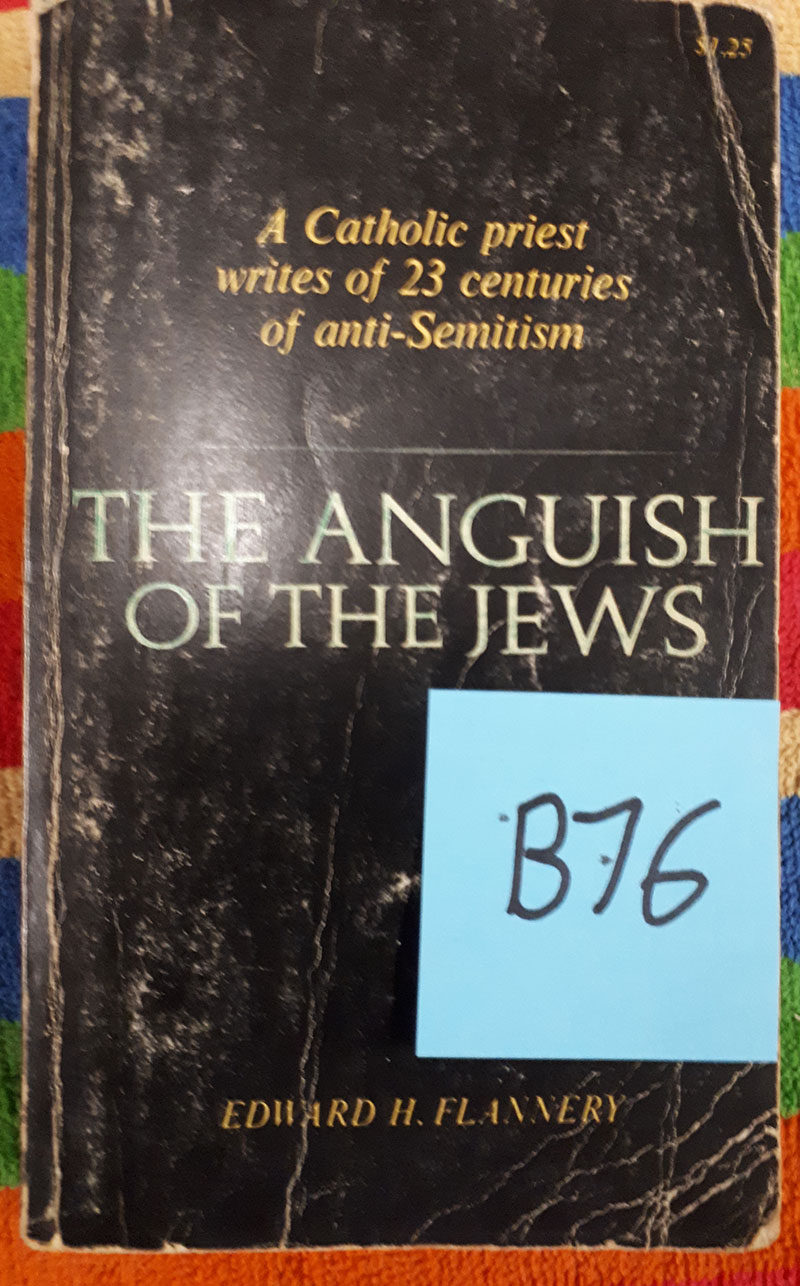 $1.25
A Catholic priest
writes of 23 centuries
of anti-Semitism
THE ANGUISH
OF THE JEWS
B76
EDWARD H. FLANNERY